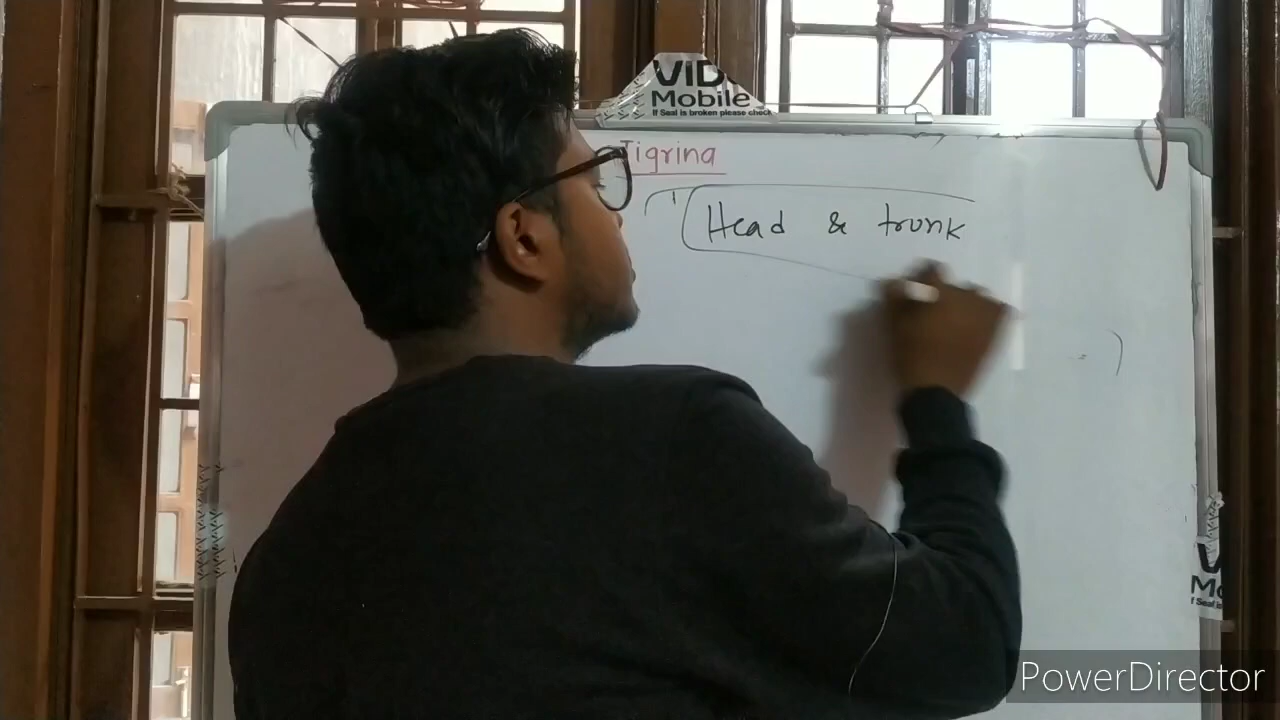 VID
Mobile
If Seal is broken please check
Tigrina
Head & trunk
PowerDirector